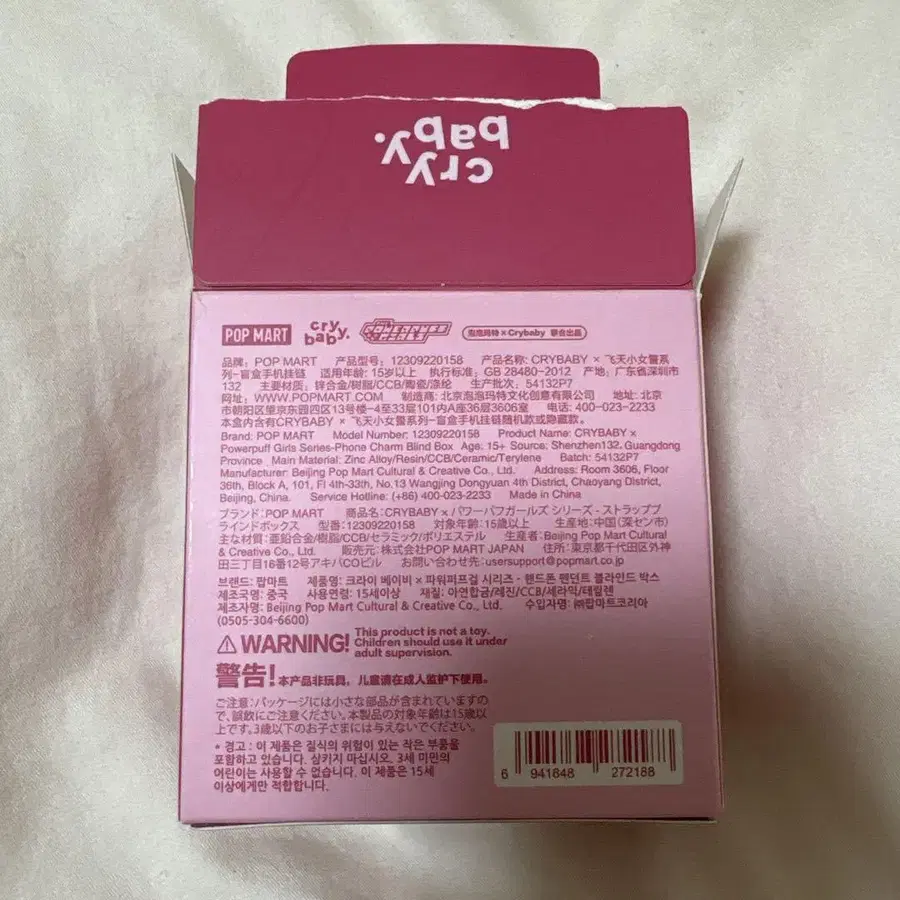 cry
baby.
POP MART cry baby. THE POWERPUFF GIRLS 泡泡玛特 × Crybaby 联合出品
品牌: POP MART 产品型号: 12309220158 产品名称: CRYBABY × 飞天小女警系
列-盲盒手机挂链 适用年龄: 15岁以上 执行标准: GB 28480-2012 产地: 广东省深圳市
132 主要材质: 锌合金/树脂/CCB/陶瓷/涤纶 生产批次: 54132P7
网址: WWW.POPMART.COM 制造商: 北京泡泡玛特文化创意有限公司 地址: 北京
市朝阳区望京东园四区13号楼-4至33层101内A座36层3606室 电话: 400-023-2233
本盒内含有CRYBABY × 飞天小女警系列-盲盒手机挂链随机款或隐藏款。
Brand: POP MART Model Number: 12309220158 Product Name: CRYBABY ×
Powerpuff Girls Series-Phone Charm Blind Box Age: 15+ Source: Shenzhen132, Guangdong
Province Main Material: Zinc Alloy/Resin/CCB/Ceramic/Terylene Batch: 54132P7
Manufacturer: Beijing Pop Mart Cultural & Creative Co., Ltd. Address: Room 3606, Floor
36th, Block A, 101, Fl 4th-33th, No.13 Wangjing Dongyuan 4th District, Chaoyang District,
Beijing, China. Service Hotline: (+86) 400-023-2233 Made in China
ブランド: POP MART 商品名: CRYBABY × パワーパフガールズ シリーズ - ストラップブ
ラインドボックス 型番: 12309220158 対象年齢: 15歳以上 生産地: 中国 (深セン市)
主な材質: 亜鉛合金/樹脂/CCB/セラミック/ポリエステル 生産者: Beijing Pop Mart Cultural
& Creative Co., Ltd. 販売元: 株式会社POP MART JAPAN 住所: 東京都千代田区外神
田三丁目16番12号アキバCOビル お問い合わせ先: usersupport@popmart.co.jp
브랜드: 팝마트 제품명: 크라이 베이비 × 파워퍼프걸 시리즈 - 핸드폰 펜던트 블라인드 박스
제조국명: 중국 사용연령: 15세이상 재질: 아연합금/레진/CCB/세라믹/테릴렌
제조자명: Beijing Pop Mart Cultural & Creative Co., Ltd. 수입자명: ㈜팝마트코리아
(0505-304-6600)
⚠ WARNING! This product is not a toy.
Children should use it under
adult supervision.
警告! 本产品非玩具，儿童请在成人监护下使用。
ご注意: パッケージには小さな部品が含まれていますの
で、誤飲にご注意ください。本製品の対象年齢は15歳以
上です。3歳以下のお子さまには与えないでください。
* 경고 : 이 제품은 질식의 위험이 있는 작은 부품을
포함하고 있습니다. 삼키지 마십시오. 3세 미만의
어린이는 사용할 수 없습니다. 이 제품은 15세
이상에게만 적합합니다.
6 941848 272188